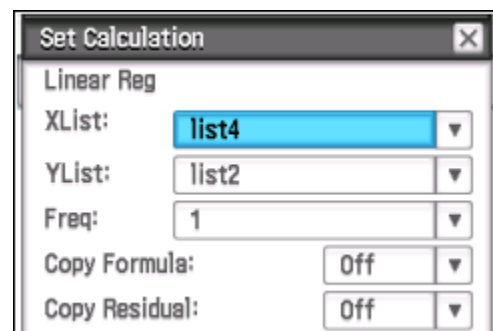 Set Calculation
Linear Reg
XList: list4
YList: list2
Freq: 1
Copy Formula: Off
Copy Residual: Off